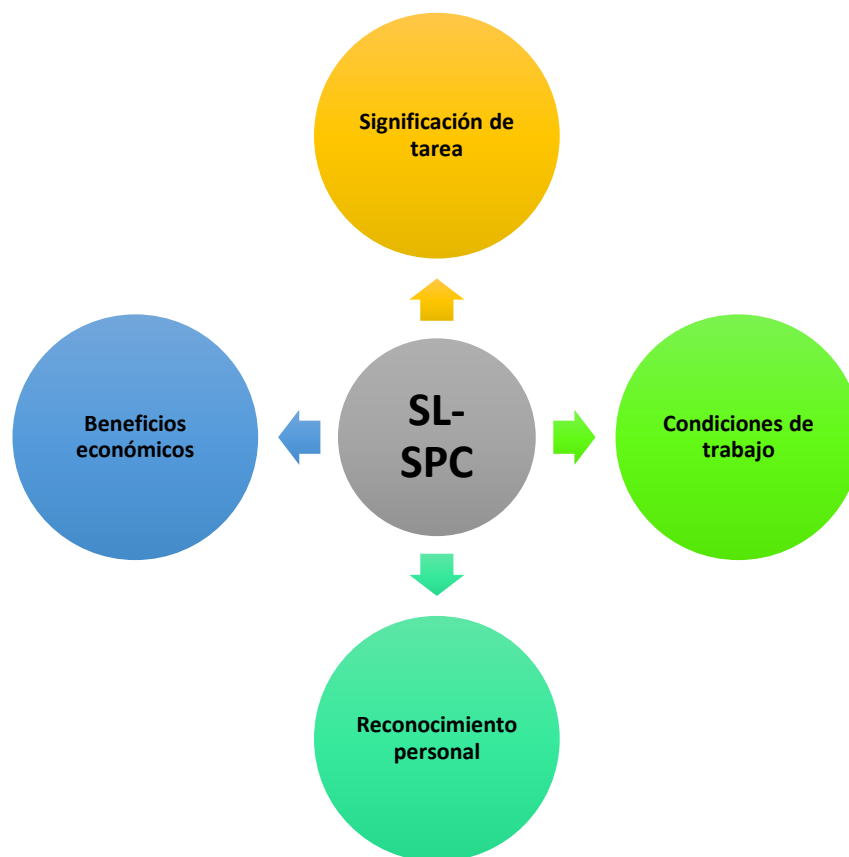 Significación de
tarea
Beneficios
económicos
SL-
SPC
Condiciones de
trabajo
Reconocimiento
personal